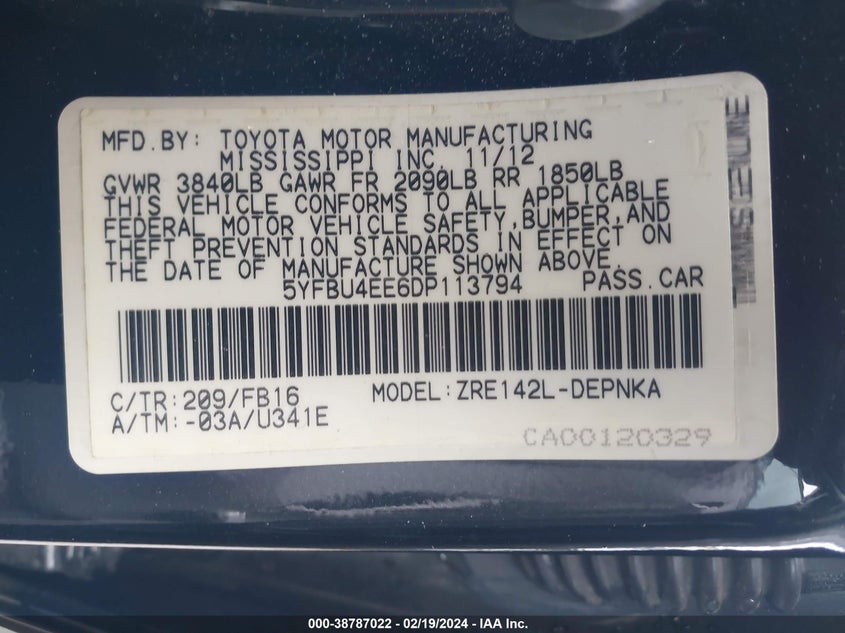 MFD.BY: TOYOTA MOTOR MANUFACTURING
MISSISSIPPI INC. 11/12
GVWR 3840LB GAWR FR 2090LB RR 1850LB
THIS VEHICLE CONFORMS TO ALL APPLICABLE
FEDERAL MOTOR VEHICLE SAFETY,BUMPER,AND
THEFT PREVENTION STANDARDS IN EFFECT ON
THE DATE OF MANUFACTURE SHOWN ABOVE.
5YFBU4EE6DP113794 PASS.CAR
C/TR:209/FB16 MODEL:ZRE142L-DEPNKA
A/TM:-03A/U341E
CA00120329
000-38787022 - 02/19/2024 - IAA Inc.